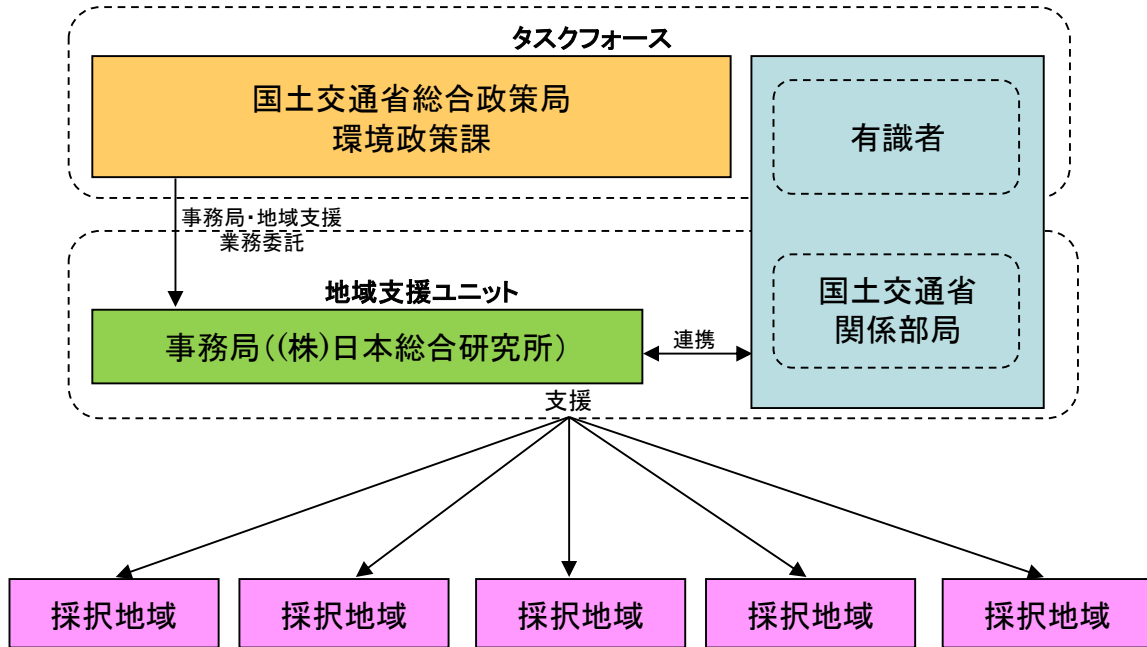 タスクフォース
国土交通省総合政策局
環境政策課
有識者
事務局・地域支援
業務委託
地域支援ユニット
国土交通省
関係部局
事務局((株)日本総合研究所)
連携
支援
採択地域
採択地域
採択地域
採択地域
採択地域